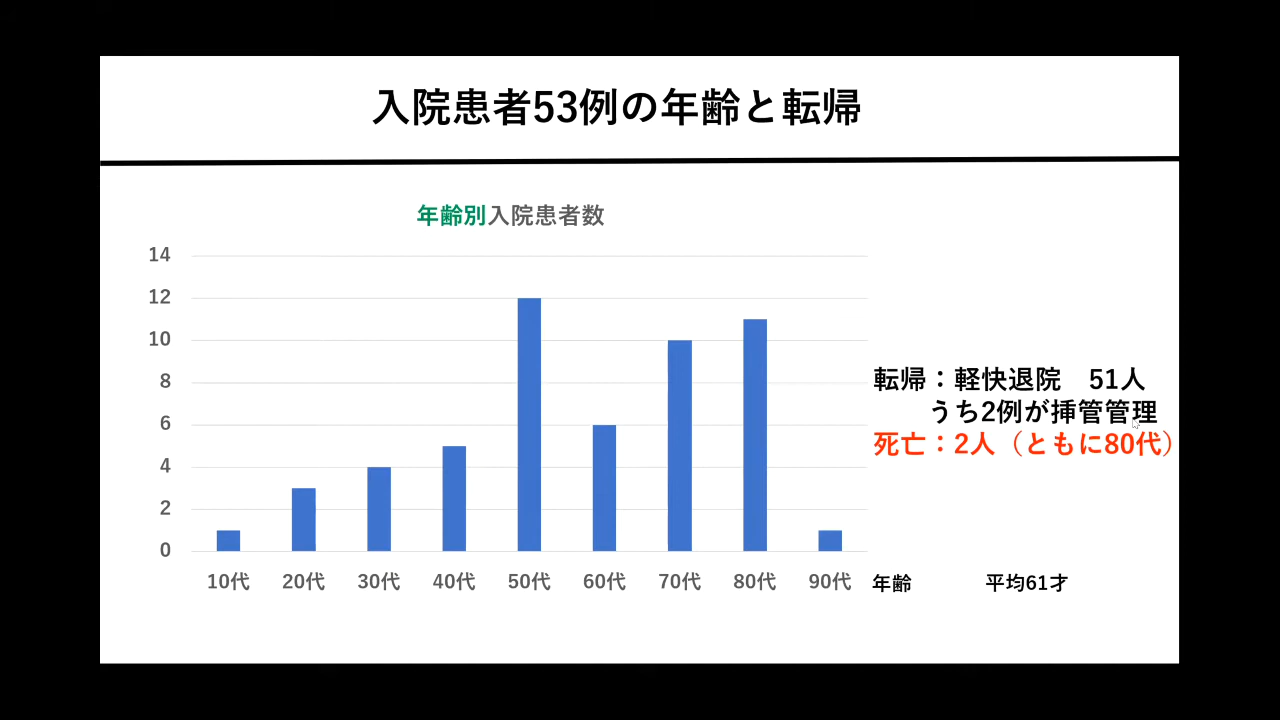 入院患者53例の年齢と転帰
年齢別入院患者数
14
12
10
8
6
4
2
0
転帰：軽快退院　51人
うち2例が挿管管理
死亡：2人（ともに80代）
10代 20代 30代 40代 50代 60代 70代 80代 90代 年齢 平均61才